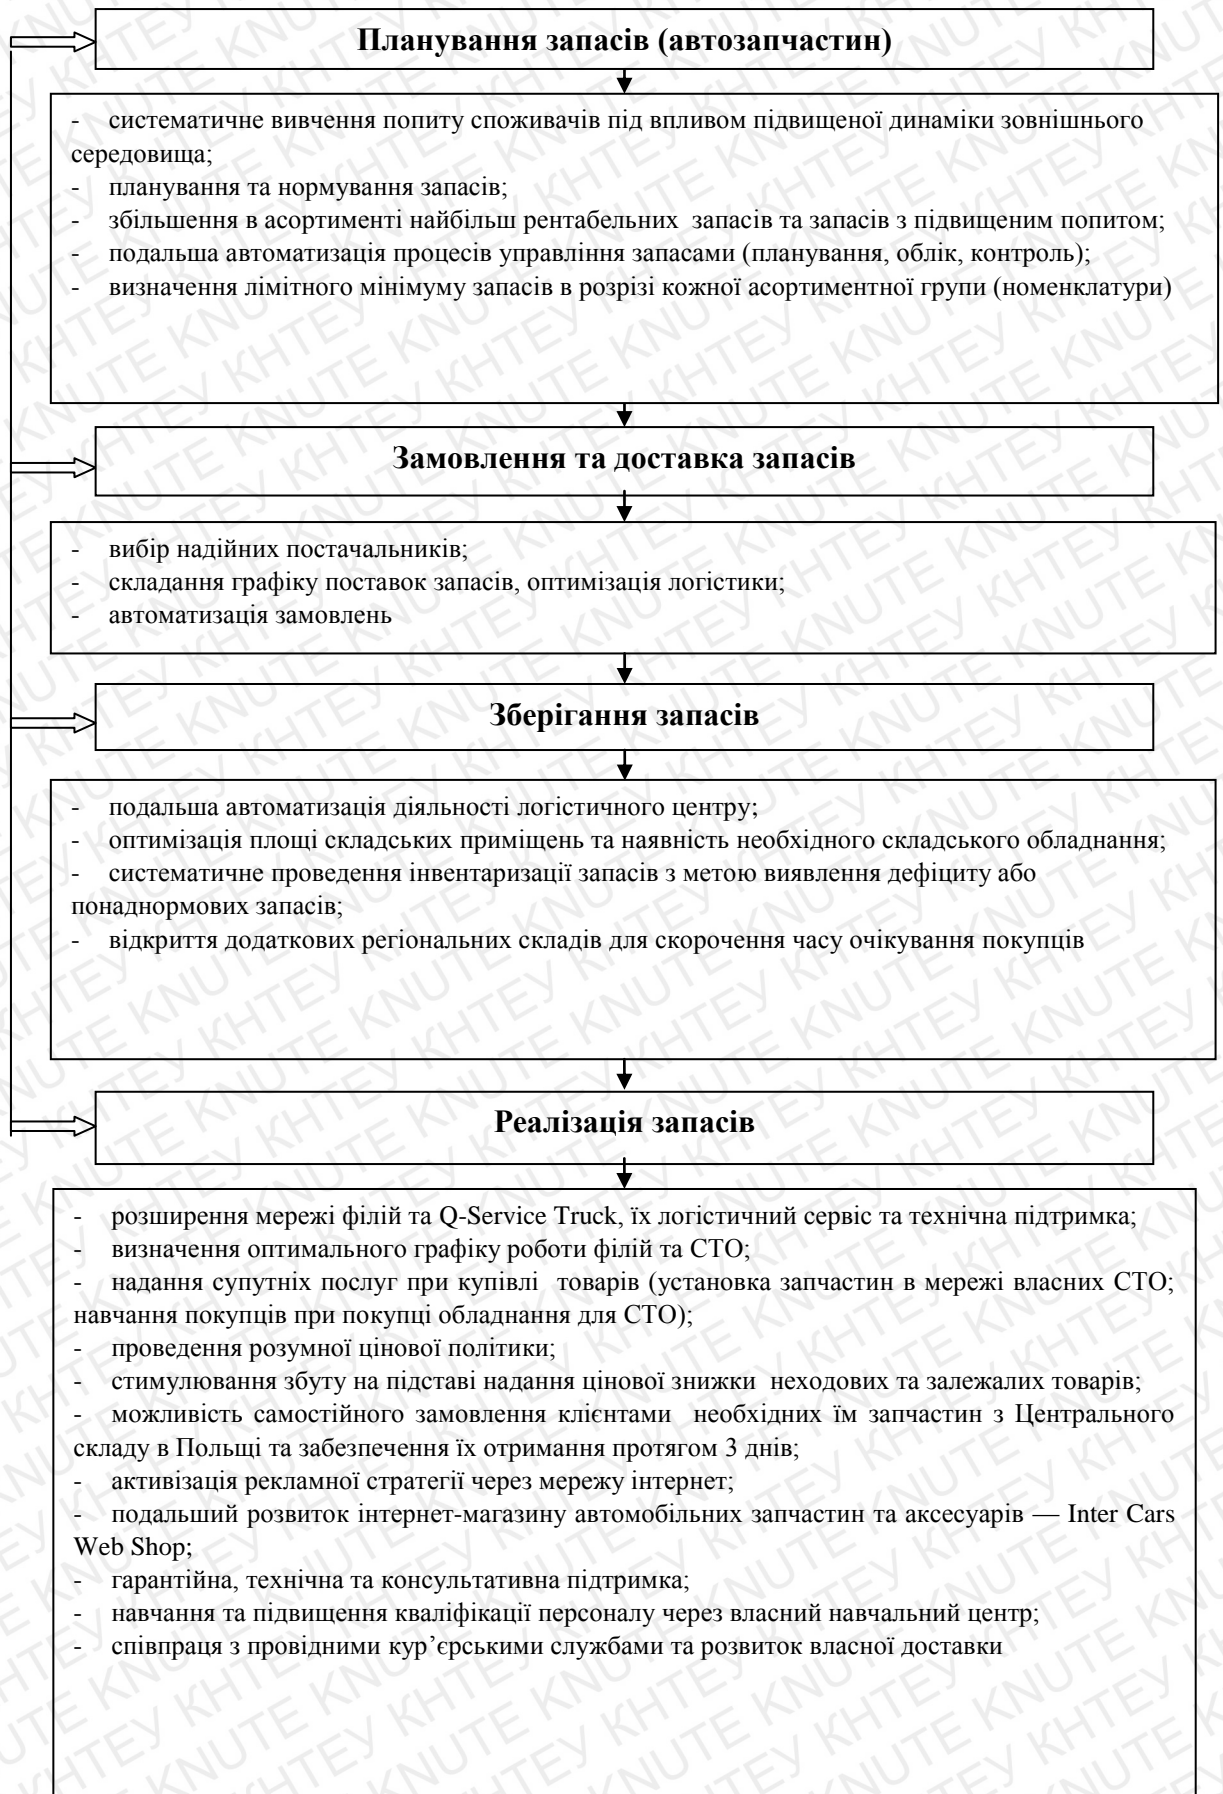 Планування запасів (автозапчастин)
- систематичне вивчення попиту споживачів під впливом підвищеної динаміки зовнішнього
середовища;
- планування та нормування запасів;
- збільшення в асортименті найбільш рентабельних запасів та запасів з підвищеним попитом;
- подальша автоматизація процесів управління запасами (планування, облік, контроль);
- визначення лімітного мінімуму запасів в розрізі кожної асортиментної групи (номенклатури)
Замовлення та доставка запасів
- вибір надійних постачальників;
- складання графіку поставок запасів, оптимізація логістики;
- автоматизація замовлень
Зберігання запасів
- подальша автоматизація діяльності логістичного центру;
- оптимізація площі складських приміщень та наявність необхідного складського обладнання;
- систематичне проведення інвентаризації запасів з метою виявлення дефіциту або
понаднормових запасів;
- відкриття додаткових регіональних складів для скорочення часу очікування покупців
Реалізація запасів
- розширення мережі філій та Q-Service Truck, їх логістичний сервіс та технічна підтримка;
- визначення оптимального графіку роботи філій та СТО;
- надання супутніх послуг при купівлі товарів (установка запчастин в мережі власних СТО;
навчання покупців при покупці обладнання для СТО);
- проведення розумної цінової політики;
- стимулювання збуту на підставі надання цінової знижки неходових та залежалих товарів;
- можливість самостійного замовлення клієнтами необхідних їм запчастин з Центрального
складу в Польщі та забезпечення їх отримання протягом 3 днів;
- активізація рекламної стратегії через мережу інтернет;
- подальший розвиток інтернет-магазину автомобільних запчастин та аксесуарів — Inter Cars
Web Shop;
- гарантійна, технічна та консультативна підтримка;
- навчання та підвищення кваліфікації персоналу через власний навчальний центр;
- співпраця з провідними кур’єрськими службами та розвиток власної доставки